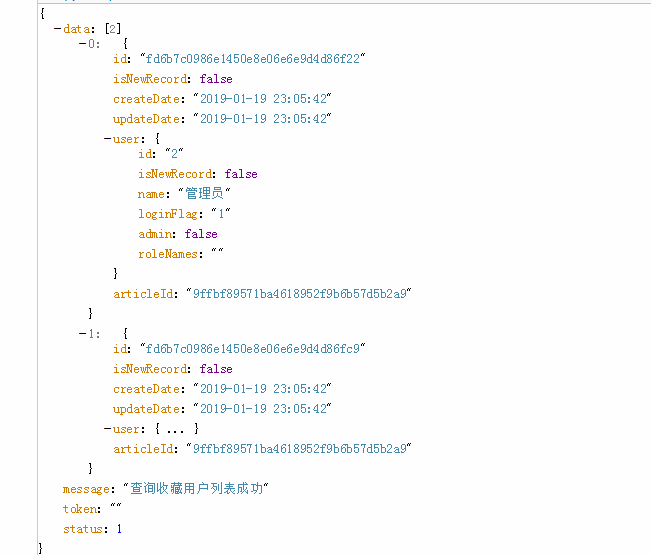 {
−data: [2]
−0: {
id: "fd6b7c0986e1450e8e06e6e9d4d86f22"
isNewRecord: false
createDate: "2019-01-19 23:05:42"
updateDate: "2019-01-19 23:05:42"
−user: {
id: "2"
isNewRecord: false
name: "管理员"
loginFlag: "1"
admin: false
roleNames: ""
}
articleId: "9ffbf89571ba4618952f9b6b57d5b2a9"
}
−1: {
id: "fd6b7c0986e1450e8e06e6e9d4d86fc9"
isNewRecord: false
createDate: "2019-01-19 23:05:42"
updateDate: "2019-01-19 23:05:42"
−user: { ... }
articleId: "9ffbf89571ba4618952f9b6b57d5b2a9"
}
message: "查询收藏用户列表成功"
token: ""
status: 1
}